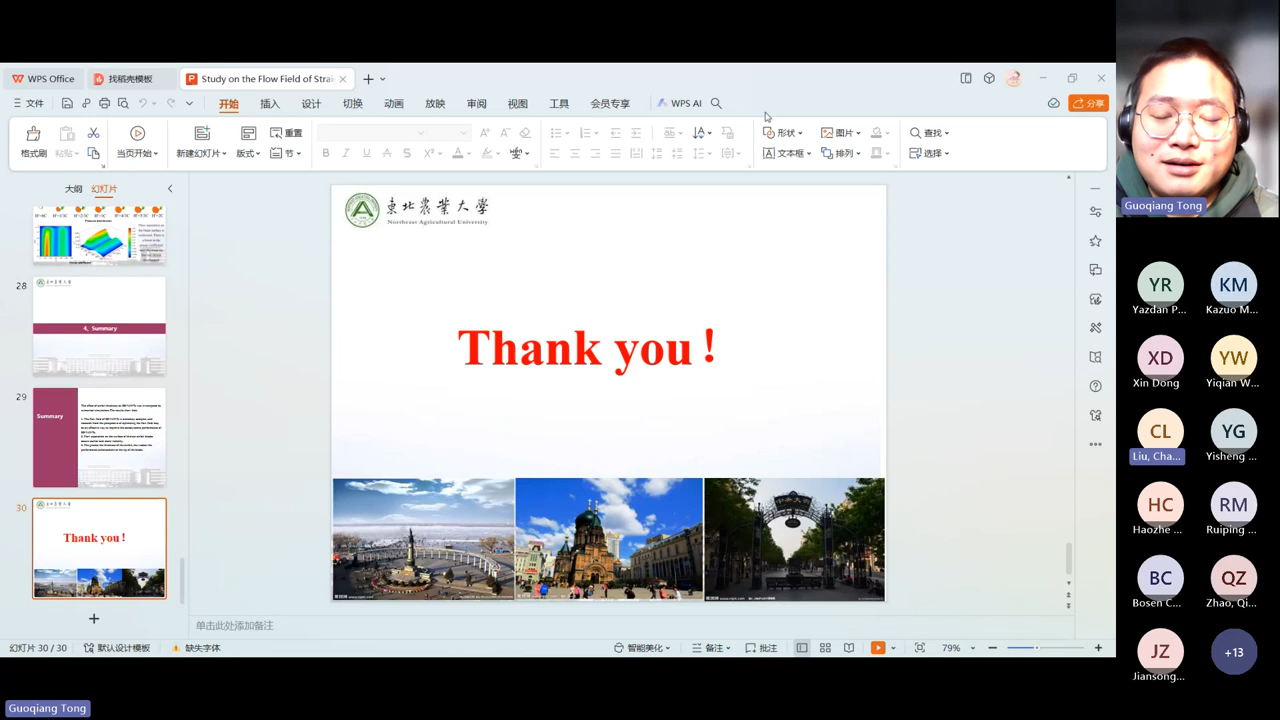 WPS Office
找稻壳模板
Study on the Flow Field of Strai
文件
开始
插入
设计
切换
动画
放映
审阅
视图
工具
会员专享
WPS AI
分享
格式刷
粘贴
当页开始
新建幻灯片
版式
重置
节
形状
图片
文本框
排列
查找
选择
大纲
幻灯片
28
4、Summary
29
Summary
30
Thank you！
東北農業大學
Northeast Agricultural University
Thank you！
单击此处添加备注
幻灯片 30 / 30
默认设计模板
缺失字体
智能美化
备注
批注
79%
Guoqiang Tong
YR
Yazdan P...
KM
Kazuo M...
XD
Xin Dong
YW
Yiqian W...
CL
Liu, Cha...
YG
Yisheng ...
HC
Haozhe ...
RM
Ruiping ...
BC
Bosen C...
QZ
Zhao, Qi...
JZ
Jiansong...
+13
Guoqiang Tong